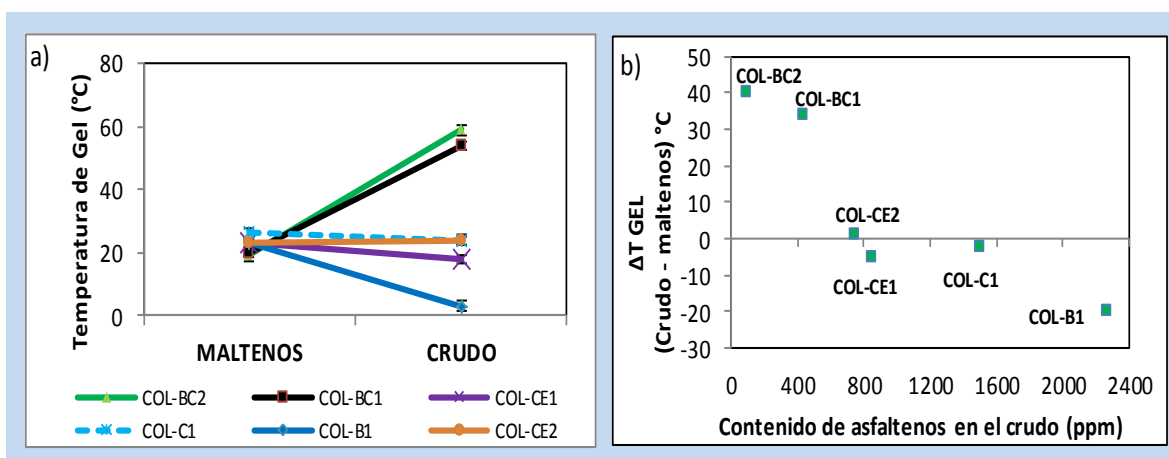 a)
Temperatura de Gel (°C)
80
60
40
20
0
MALTENOS
CRUDO
COL-BC2
COL-BC1
COL-CE1
COL-C1
COL-B1
COL-CE2
b)
ΔT GEL
(Crudo - maltenos) °C
50
40
30
20
10
0
-10
-20
-30
COL-BC2
COL-BC1
COL-CE2
COL-CE1
COL-C1
COL-B1
0
400
800
1200
1600
2000
2400
Contenido de asfaltenos en el crudo (ppm)